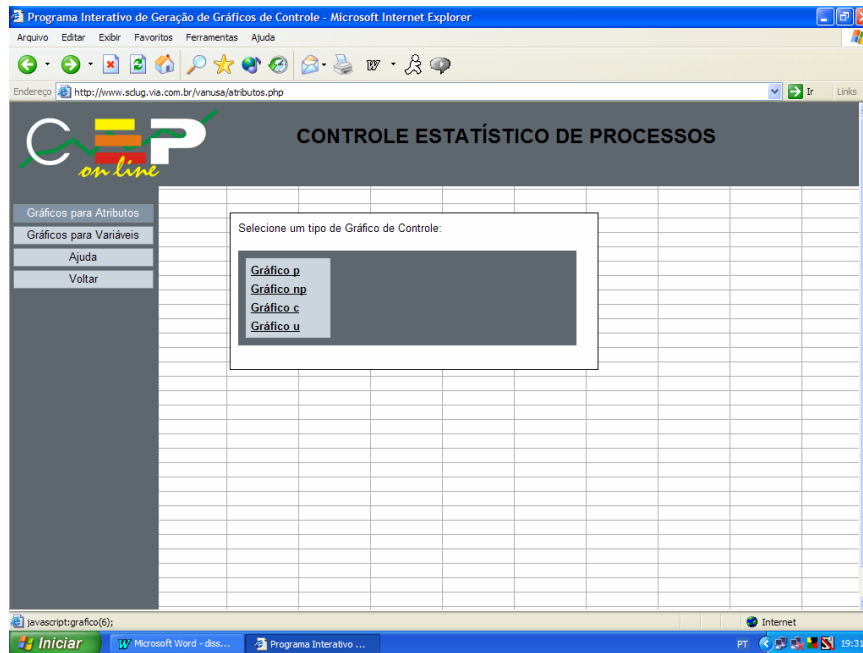 Programa Interativo de Geração de Gráficos de Controle - Microsoft Internet Explorer
Arquivo Editar Exibir Favoritos Ferramentas Ajuda
Endereço http://www.sdlug.via.com.br/vanusa/atributos.php Ir Links
CEP
on line
CONTROLE ESTATÍSTICO DE PROCESSOS
Gráficos para Atributos
Gráficos para Variáveis
Ajuda
Voltar
Selecione um tipo de Gráfico de Controle:
Gráfico p
Gráfico np
Gráfico c
Gráfico u
javascript:grafico(6); Internet
Iniciar Microsoft Word - diss... Programa Interativo ... PT 19:31